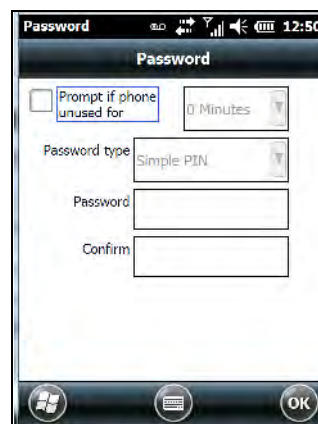 Password 12:50
Password
Prompt if phone
unused for
0 Minutes
Password type
Simple PIN
Password
Confirm
OK